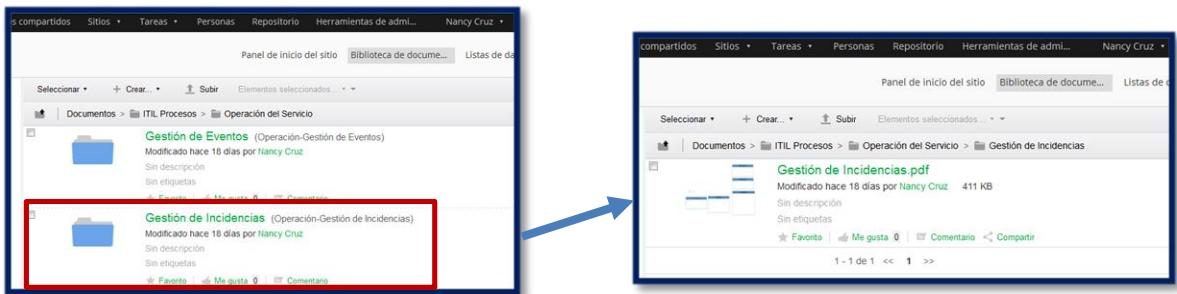 s compartidos Sitios Tareas Personas Repositorio Herramientas de admi... Nancy Cruz
Panel de inicio del sitio Biblioteca de docume... Listas de da
Seleccionar + Crear... Subir Elementos seleccionados...
Documentos > ITIL Procesos > Operación del Servicio
Gestión de Eventos (Operación-Gestión de Eventos)
Modificado hace 18 días por Nancy Cruz
Sin descripción
Sin etiquetas
Favorito Me gusta 0 Comentario
Gestión de Incidencias (Operación-Gestión de Incidencias)
Modificado hace 18 días por Nancy Cruz
Sin descripción
Sin etiquetas
Favorito Me gusta 0 Comentario
compartidos Sitios Tareas Personas Repositorio Herramientas de admi... Nancy Cruz
Panel de inicio del sitio Biblioteca de docume... Listas de d
Seleccionar + Crear... Subir Elementos seleccionados...
Documentos > ITIL Procesos > Operación del Servicio > Gestión de Incidencias
Gestión de Incidencias.pdf
Modificado hace 18 días por Nancy Cruz 411 KB
Sin descripción
Sin etiquetas
Favorito Me gusta 0 Comentario Compartir
1 - 1 de 1 << 1 >>